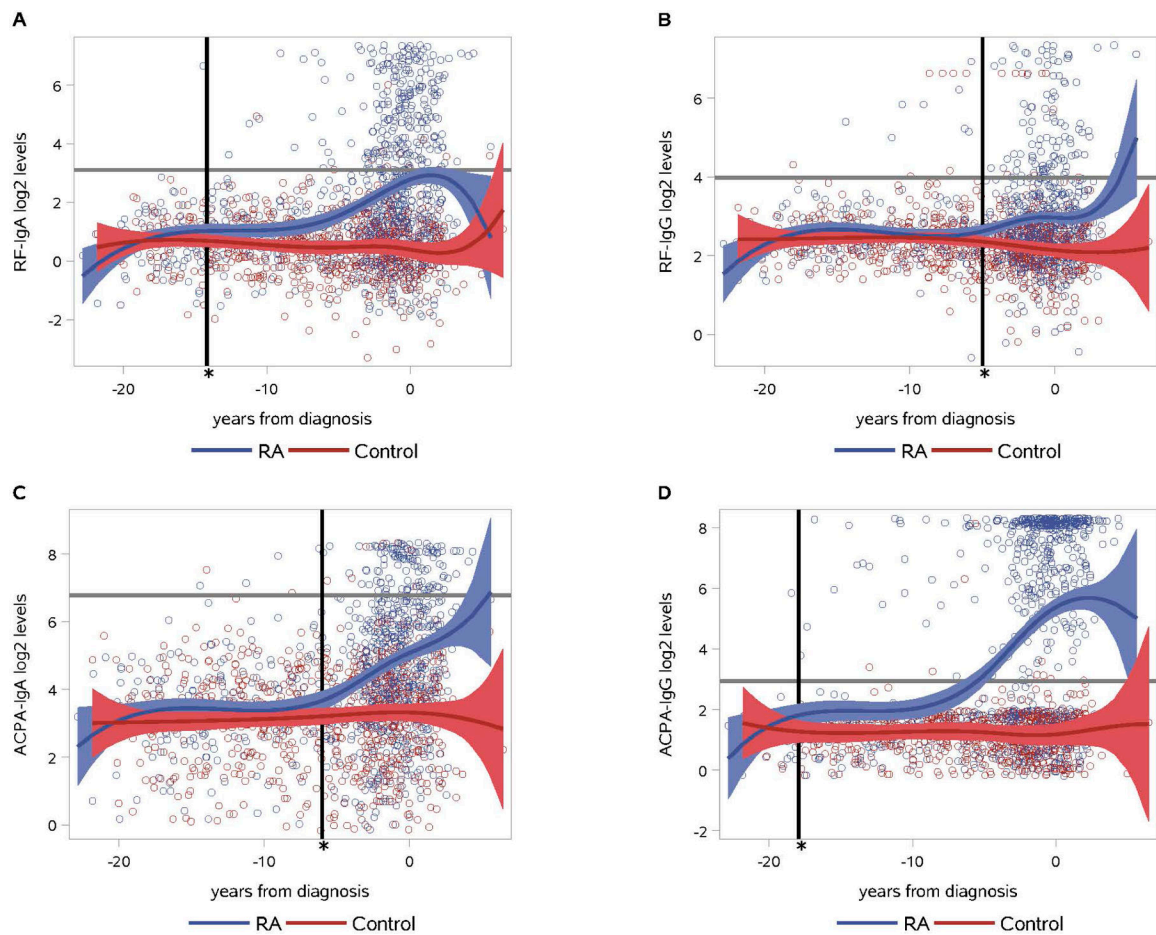 A
RF-IgA log2 levels
6
4
2
0
-2
-20 -10 0
*
years from diagnosis
RA Control
B
RF-IgG log2 levels
6
4
2
0
-20 -10 0
*
years from diagnosis
RA Control
C
ACPA-IgA log2 levels
8
6
4
2
0
-20 -10 0
*
years from diagnosis
RA Control
D
ACPA-IgG log2 levels
8
6
4
2
0
-2
-20 -10 0
*
years from diagnosis
RA Control